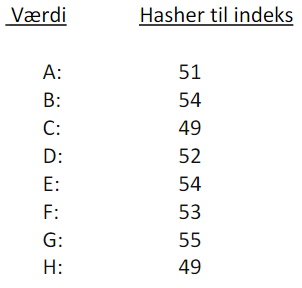 Værdi Hasher til indeks
A: 51
B: 54
C: 49
D: 52
E: 54
F: 53
G: 55
H: 49